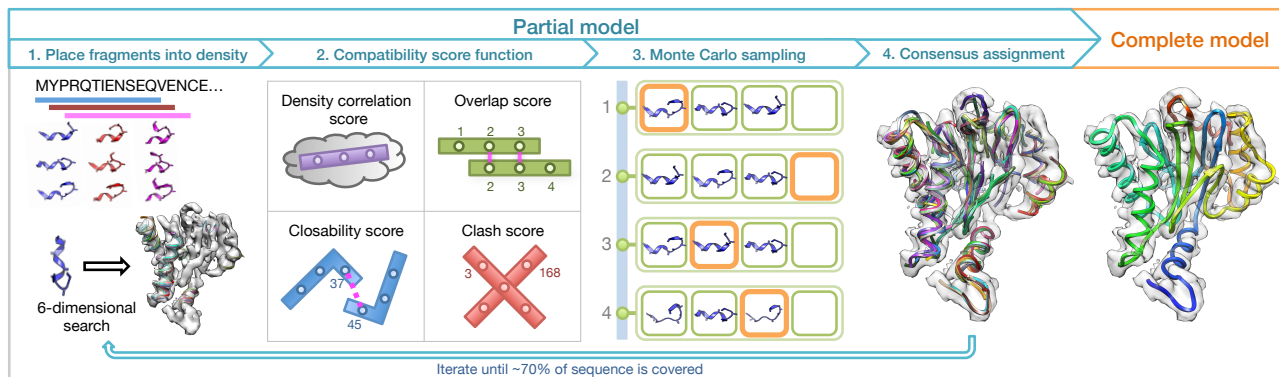 Partial model
Complete model
1. Place fragments into density
2. Compatibility score function
3. Monte Carlo sampling
4. Consensus assignment
MYPRQTIENSEQVENCE...
6-dimensional
search
Density correlation
score
Overlap score
1 2 3
2 3 4
Closability score
37
45
Clash score
3 168
1
2
3
4
Iterate until ~70% of sequence is covered